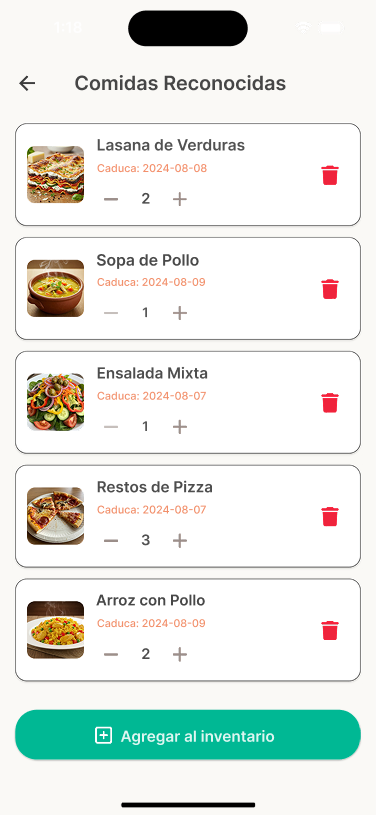 1:18
Comidas Reconocidas
Lasana de Verduras
Caduca: 2024-08-08
2
Sopa de Pollo
Caduca: 2024-08-09
1
Ensalada Mixta
Caduca: 2024-08-07
1
Restos de Pizza
Caduca: 2024-08-07
3
Arroz con Pollo
Caduca: 2024-08-09
2
Agregar al inventario